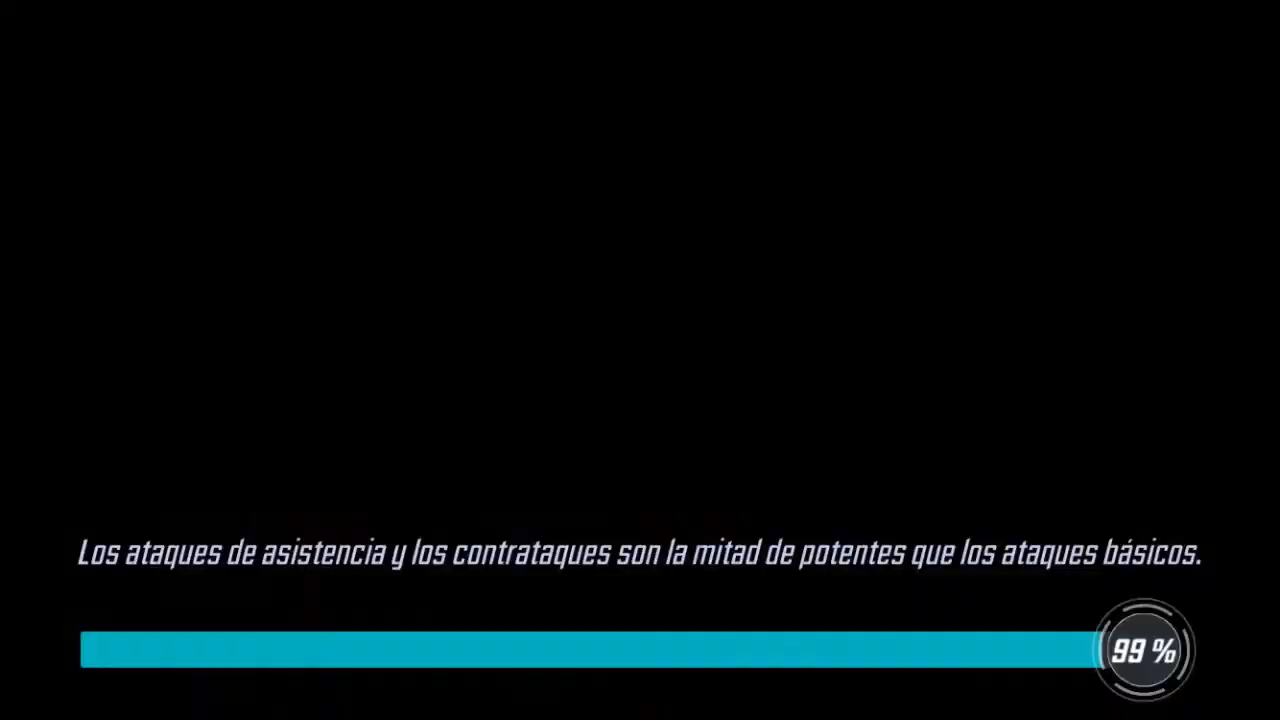 Los ataques de asistencia y los contrataques son la mitad de potentes que los ataques básicos.
99 %